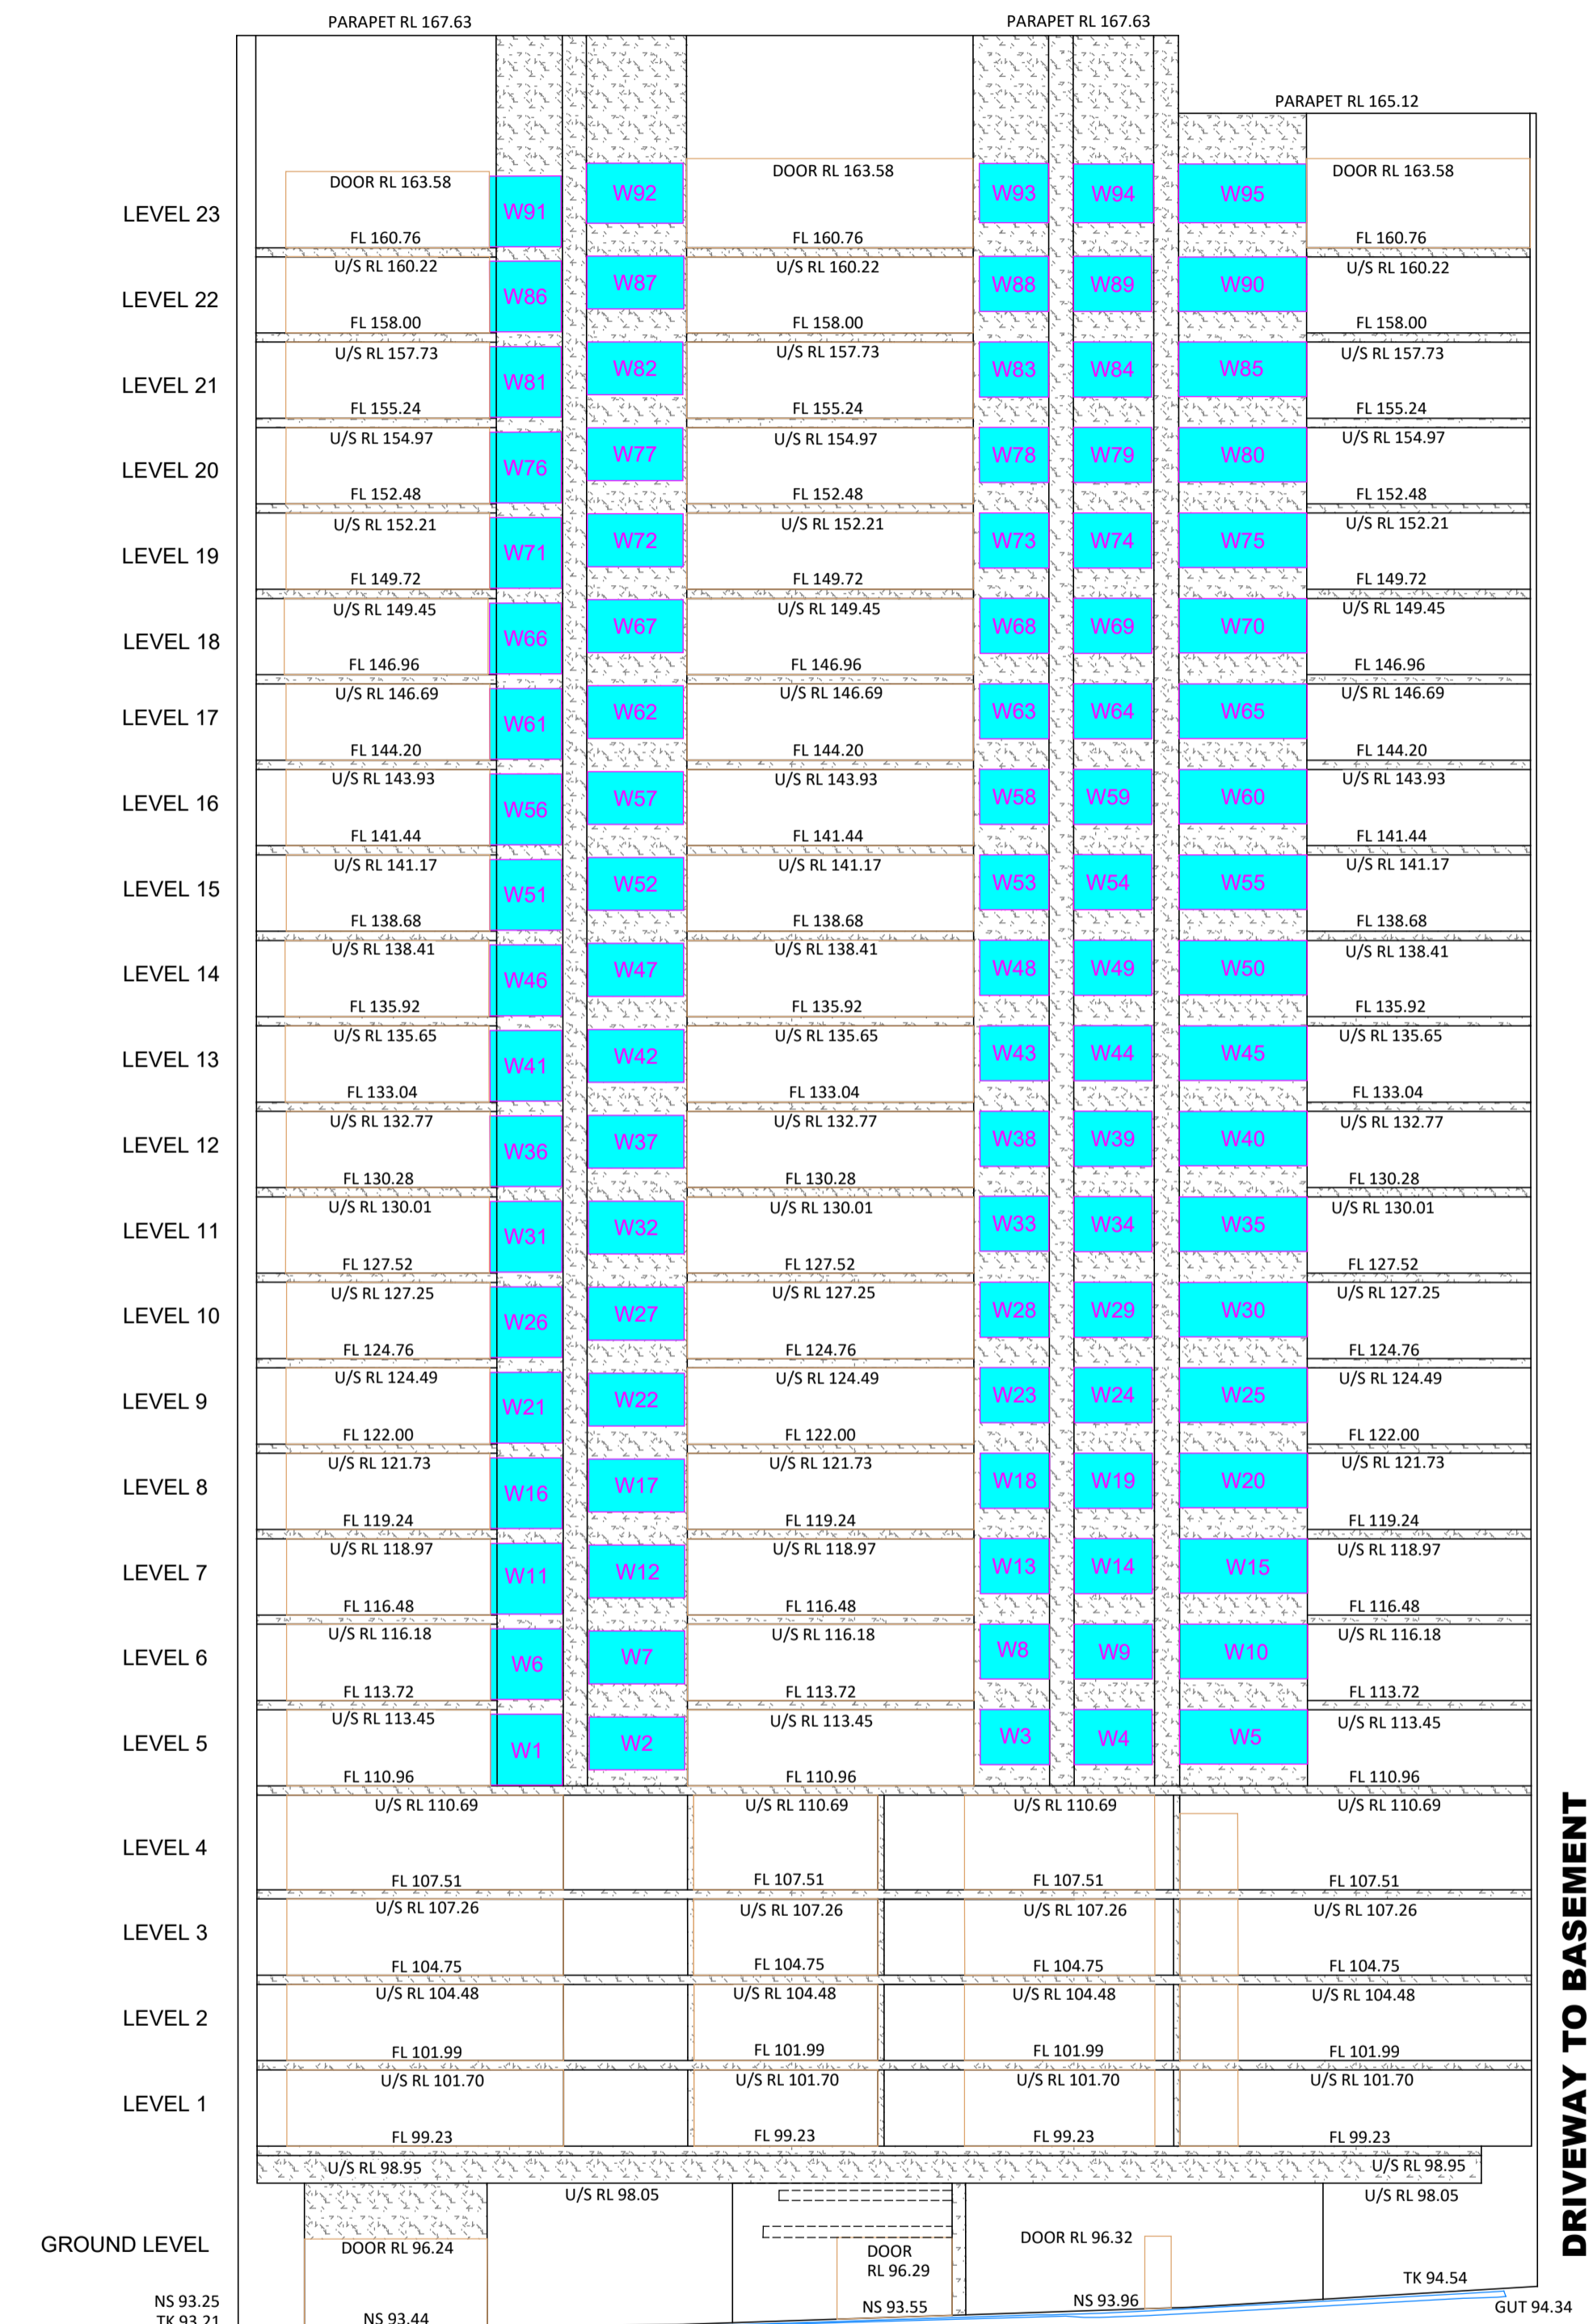 PARAPET RL 167.63
PARAPET RL 167.63
PARAPET RL 165.12
DOOR RL 163.58
DOOR RL 163.58
DOOR RL 163.58
LEVEL 23
W91
W92
W93
W94
W95
FL 160.76
FL 160.76
FL 160.76
U/S RL 160.22
U/S RL 160.22
U/S RL 160.22
LEVEL 22
W86
W87
W88
W89
W90
FL 158.00
FL 158.00
FL 158.00
U/S RL 157.73
U/S RL 157.73
U/S RL 157.73
LEVEL 21
W81
W82
W83
W84
W85
FL 155.24
FL 155.24
FL 155.24
U/S RL 154.97
U/S RL 154.97
U/S RL 154.97
LEVEL 20
W76
W77
W78
W79
W80
FL 152.48
FL 152.48
FL 152.48
U/S RL 152.21
U/S RL 152.21
U/S RL 152.21
LEVEL 19
W71
W72
W73
W74
W75
FL 149.72
FL 149.72
FL 149.72
U/S RL 149.45
U/S RL 149.45
U/S RL 149.45
LEVEL 18
W66
W67
W68
W69
W70
FL 146.96
FL 146.96
FL 146.96
U/S RL 146.69
U/S RL 146.69
U/S RL 146.69
LEVEL 17
W61
W62
W63
W64
W65
FL 144.20
FL 144.20
FL 144.20
U/S RL 143.93
U/S RL 143.93
U/S RL 143.93
LEVEL 16
W56
W57
W58
W59
W60
FL 141.44
FL 141.44
FL 141.44
U/S RL 141.17
U/S RL 141.17
U/S RL 141.17
LEVEL 15
W51
W52
W53
W54
W55
FL 138.68
FL 138.68
FL 138.68
U/S RL 138.41
U/S RL 138.41
U/S RL 138.41
LEVEL 14
W46
W47
W48
W49
W50
FL 135.92
FL 135.92
FL 135.92
U/S RL 135.65
U/S RL 135.65
U/S RL 135.65
LEVEL 13
W41
W42
W43
W44
W45
FL 133.04
FL 133.04
FL 133.04
U/S RL 132.77
U/S RL 132.77
U/S RL 132.77
LEVEL 12
W36
W37
W38
W39
W40
FL 130.28
FL 130.28
FL 130.28
U/S RL 130.01
U/S RL 130.01
U/S RL 130.01
LEVEL 11
W31
W32
W33
W34
W35
FL 127.52
FL 127.52
FL 127.52
U/S RL 127.25
U/S RL 127.25
U/S RL 127.25
LEVEL 10
W26
W27
W28
W29
W30
FL 124.76
FL 124.76
FL 124.76
U/S RL 124.49
U/S RL 124.49
U/S RL 124.49
LEVEL 9
W21
W22
W23
W24
W25
FL 122.00
FL 122.00
FL 122.00
U/S RL 121.73
U/S RL 121.73
U/S RL 121.73
LEVEL 8
W16
W17
W18
W19
W20
FL 119.24
FL 119.24
FL 119.24
U/S RL 118.97
U/S RL 118.97
U/S RL 118.97
LEVEL 7
W11
W12
W13
W14
W15
FL 116.48
FL 116.48
FL 116.48
U/S RL 116.18
U/S RL 116.18
U/S RL 116.18
LEVEL 6
W6
W7
W8
W9
W10
FL 113.72
FL 113.72
FL 113.72
U/S RL 113.45
U/S RL 113.45
U/S RL 113.45
LEVEL 5
W1
W2
W3
W4
W5
FL 110.96
FL 110.96
FL 110.96
U/S RL 110.69
U/S RL 110.69
U/S RL 110.69
U/S RL 110.69
LEVEL 4
FL 107.51
FL 107.51
FL 107.51
FL 107.51
U/S RL 107.26
U/S RL 107.26
U/S RL 107.26
U/S RL 107.26
LEVEL 3
FL 104.75
FL 104.75
FL 104.75
FL 104.75
U/S RL 104.48
U/S RL 104.48
U/S RL 104.48
U/S RL 104.48
LEVEL 2
FL 101.99
FL 101.99
FL 101.99
FL 101.99
U/S RL 101.70
U/S RL 101.70
U/S RL 101.70
U/S RL 101.70
LEVEL 1
FL 99.23
FL 99.23
FL 99.23
FL 99.23
U/S RL 98.95
U/S RL 98.95
U/S RL 98.05
U/S RL 98.05
GROUND LEVEL
DOOR RL 96.24
DOOR
RL 96.29
DOOR RL 96.32
TK 94.54
NS 93.25
TK 93.21
NS 93.44
NS 93.55
NS 93.96
GUT 94.34
DRIVEWAY TO BASEMENT